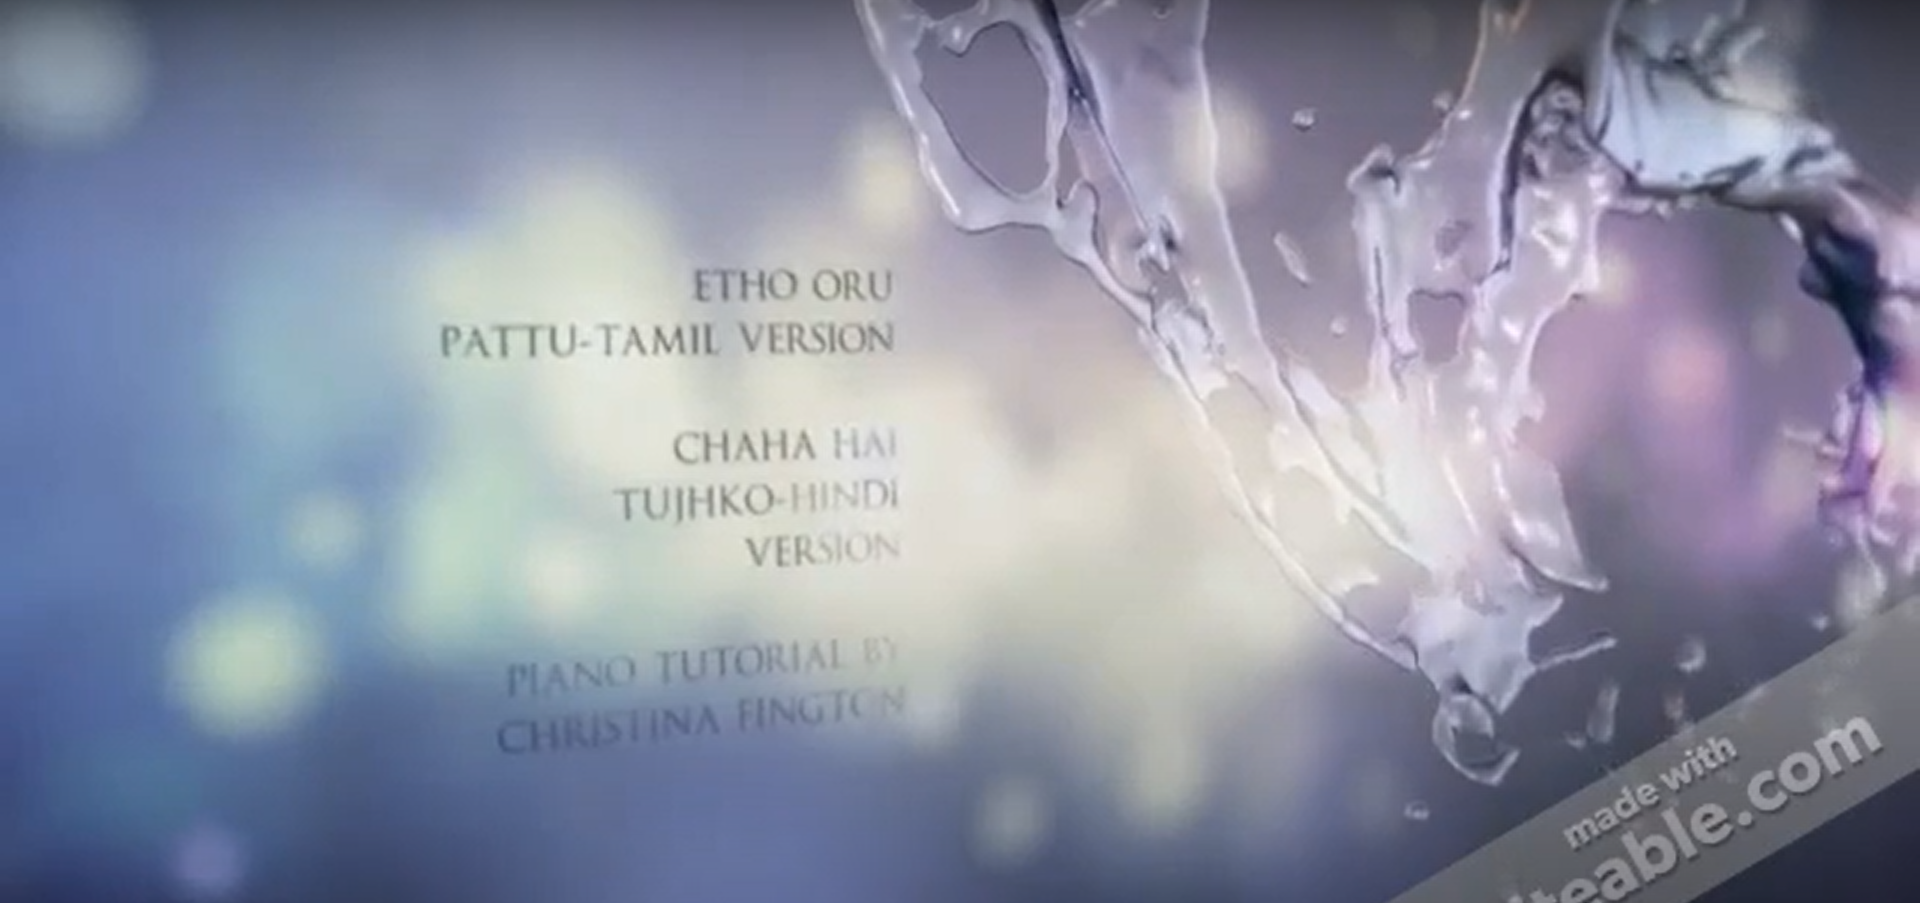 ETHO ORU
PATTU-TAMIL VERSION
CHAHA HAI
TUJHKO-HINDI
VERSION
PIANO TUTORIAL BY
CHRISTINA FINGTON
made with